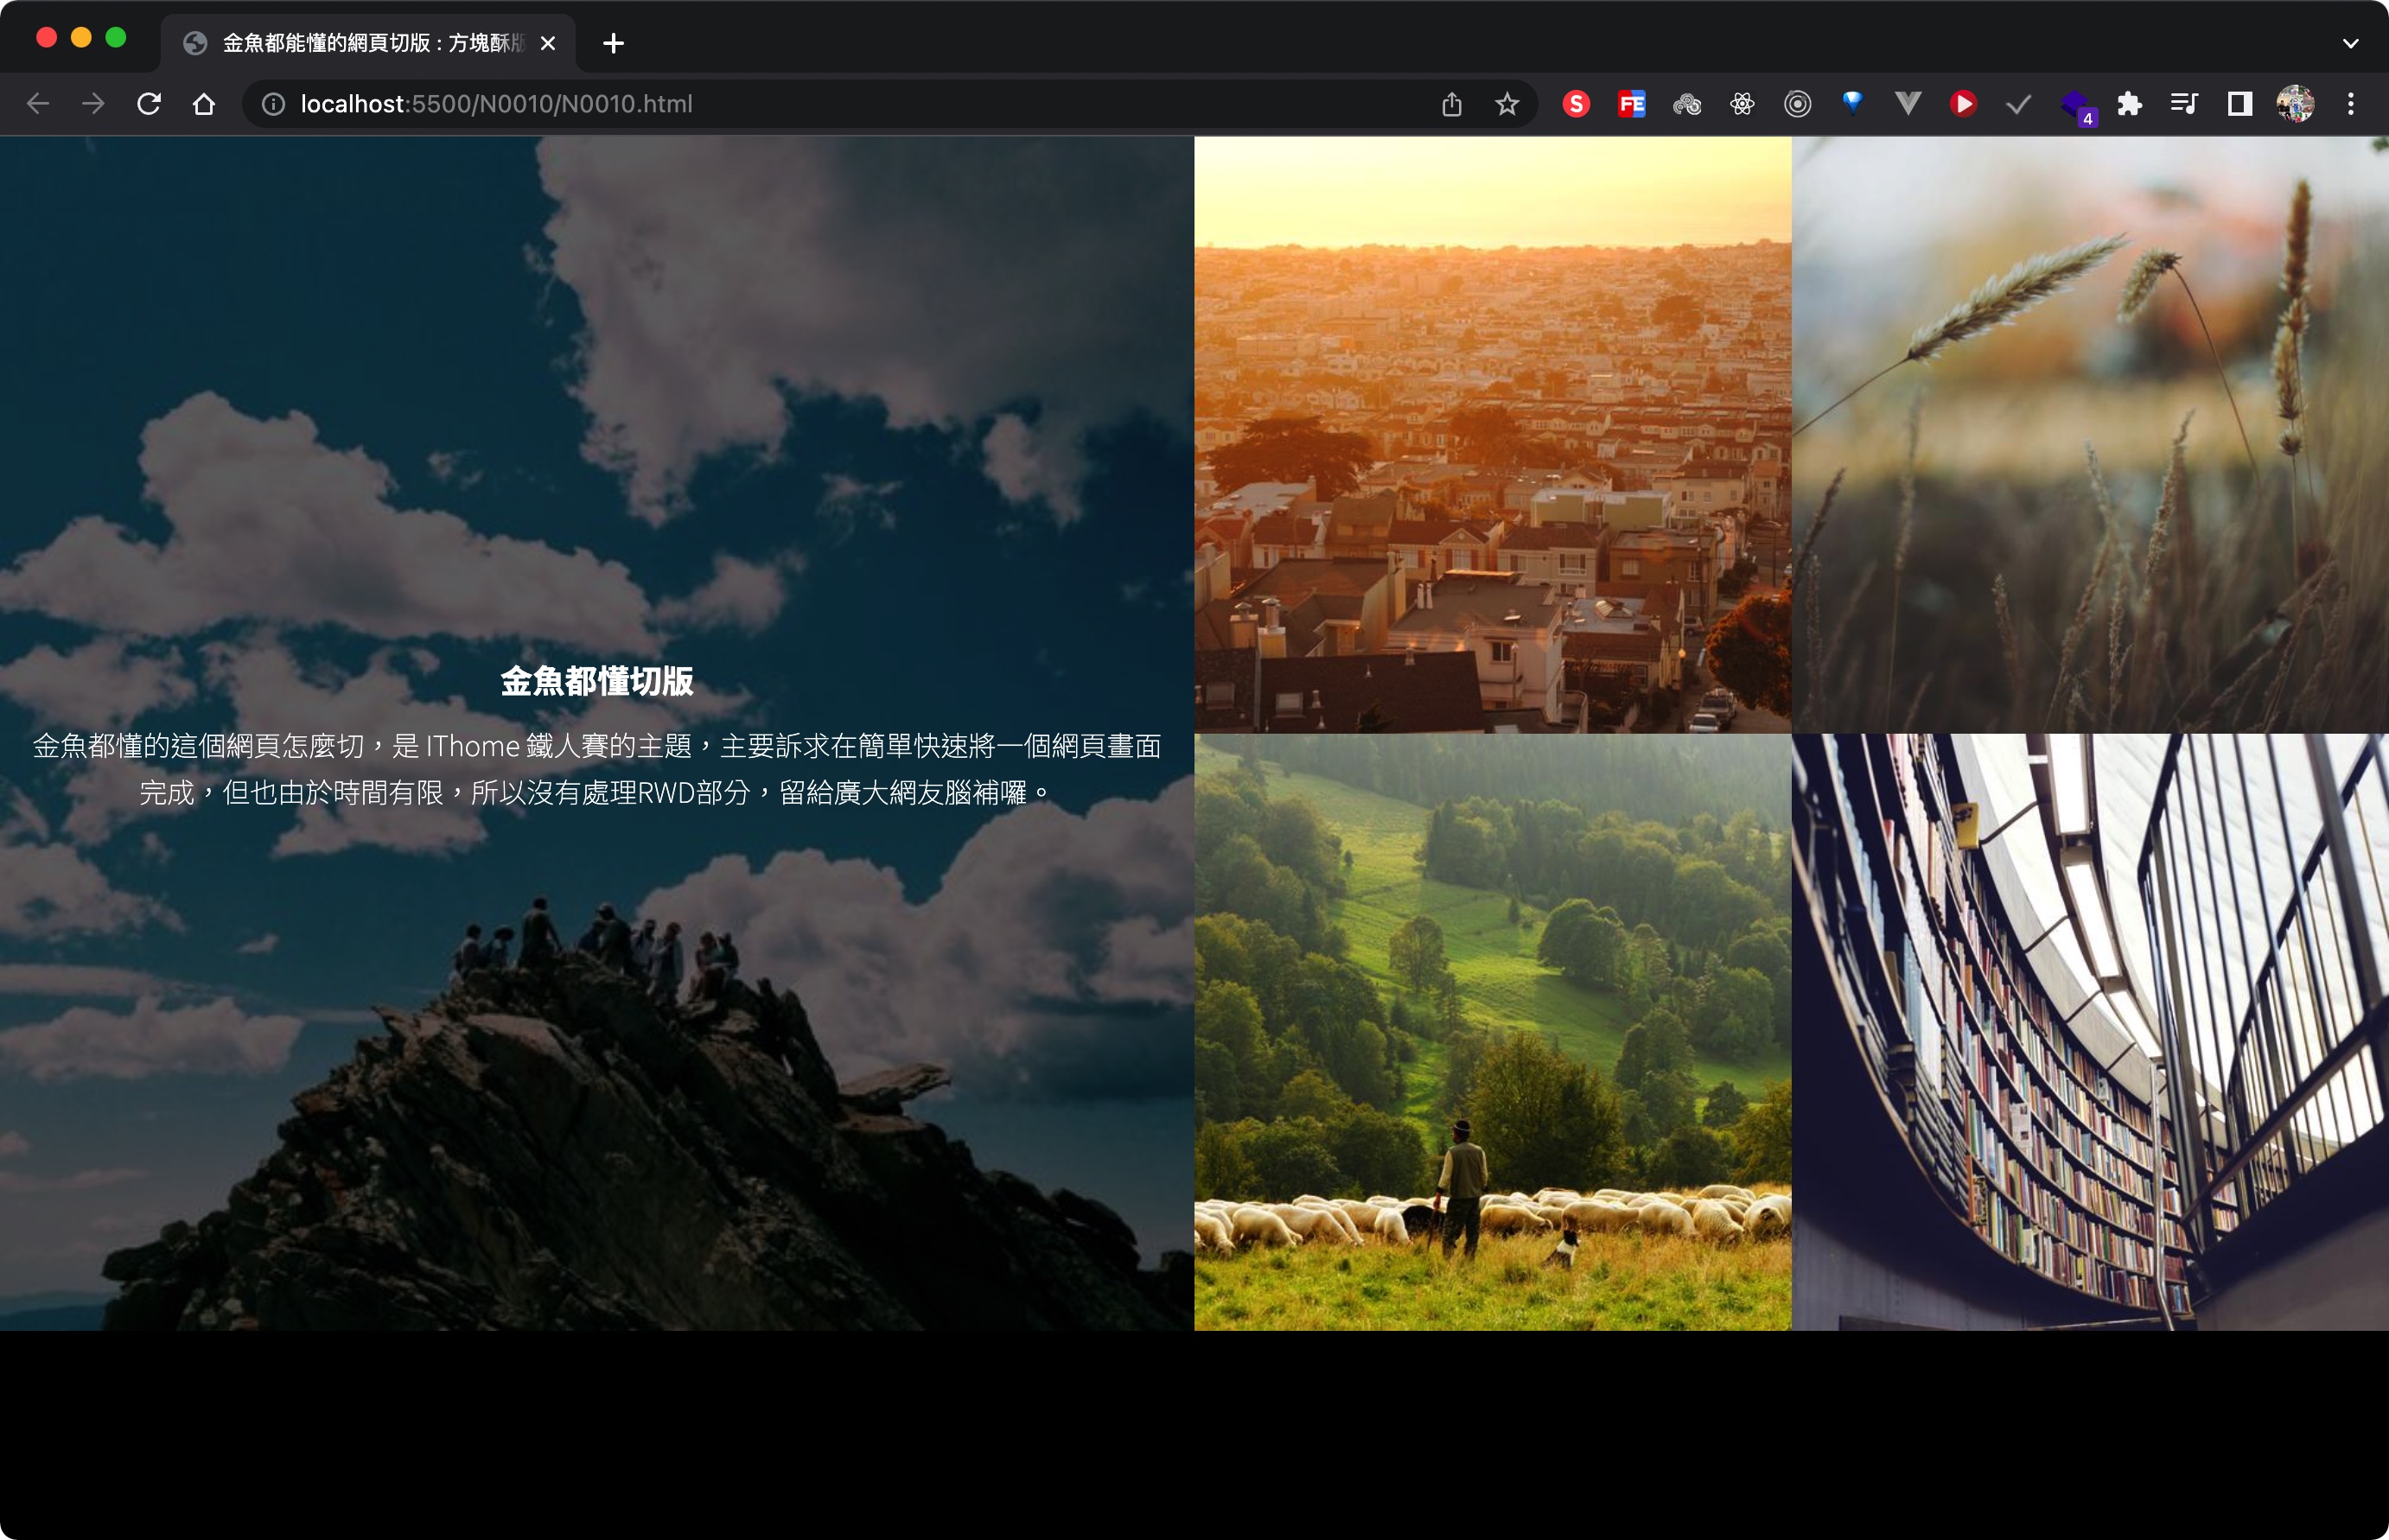 金魚都能懂的網頁切版 : 方塊酥版
localhost:5500/N0010/N0010.html
S
FE
4
金魚都懂切版
金魚都懂的這個網頁怎麼切，是 IThome 鐵人賽的主題，主要訴求在簡單快速將一個網頁畫面
完成，但也由於時間有限，所以沒有處理RWD部分，留給廣大網友腦補囉。